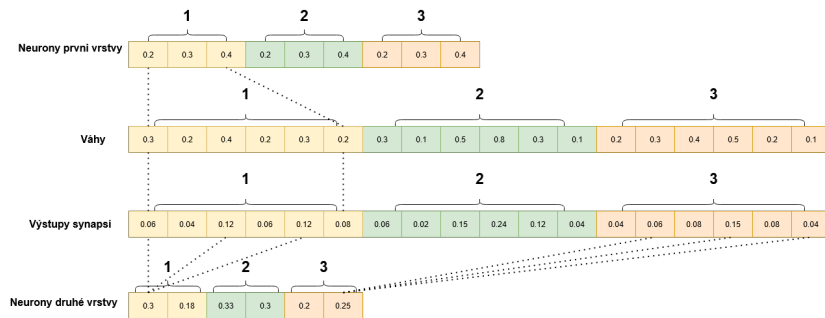 1 2 3
Neurony první vrstvy 0.2 0.3 0.4 0.2 0.3 0.4 0.2 0.3 0.4
1 2 3
Váhy 0.3 0.2 0.4 0.2 0.3 0.2 0.3 0.1 0.5 0.8 0.3 0.1 0.2 0.3 0.4 0.5 0.2 0.1
1 2 3
Výstupy synapsí 0.06 0.04 0.12 0.06 0.12 0.08 0.06 0.02 0.15 0.24 0.12 0.04 0.04 0.06 0.08 0.15 0.08 0.04
1 2 3
Neurony druhé vrstvy 0.3 0.18 0.33 0.3 0.2 0.25